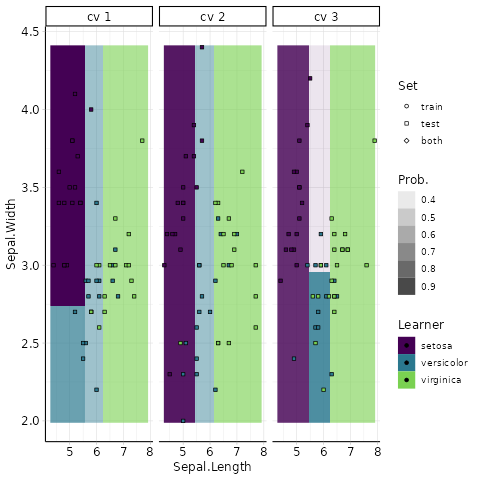 cv 1 cv 2 cv 3
4.5
4.0
3.5
3.0
2.5
2.0
Sepal.Width
5 6 7 8 5 6 7 8 5 6 7 8
Sepal.Length
Set
train
test
both
Prob.
0.4
0.5
0.6
0.7
0.8
0.9
Learner
setosa
versicolor
virginica